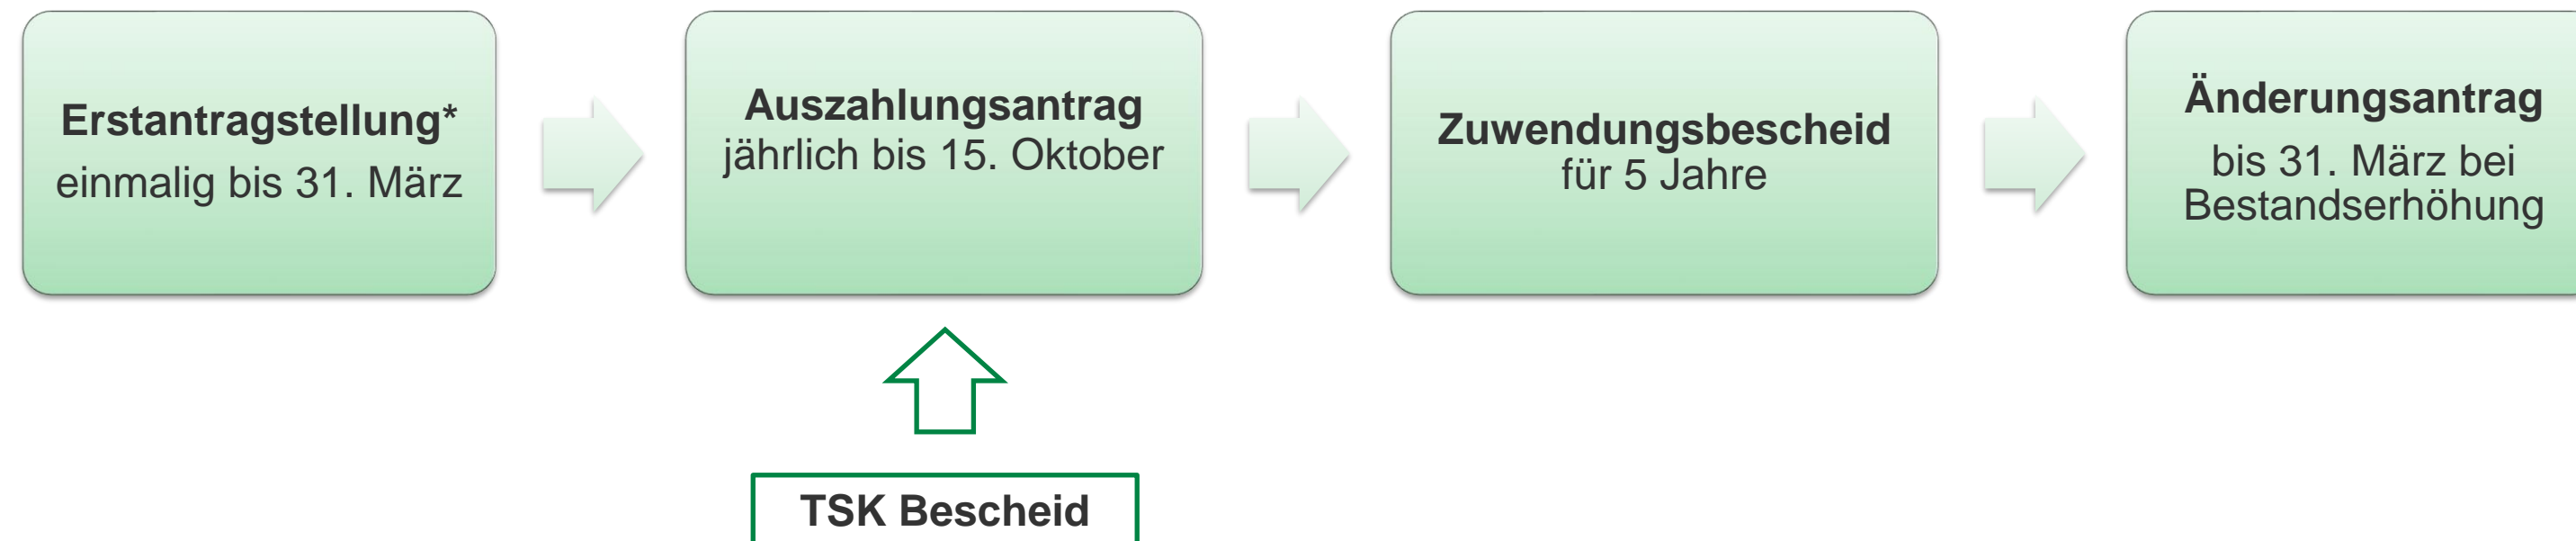 Erstantragstellung*
einmalig bis 31. März
Auszahlungsantrag
jährlich bis 15. Oktober
Zuwendungsbescheid
für 5 Jahre
Änderungsantrag
bis 31. März bei
Bestandserhöhung
TSK Bescheid